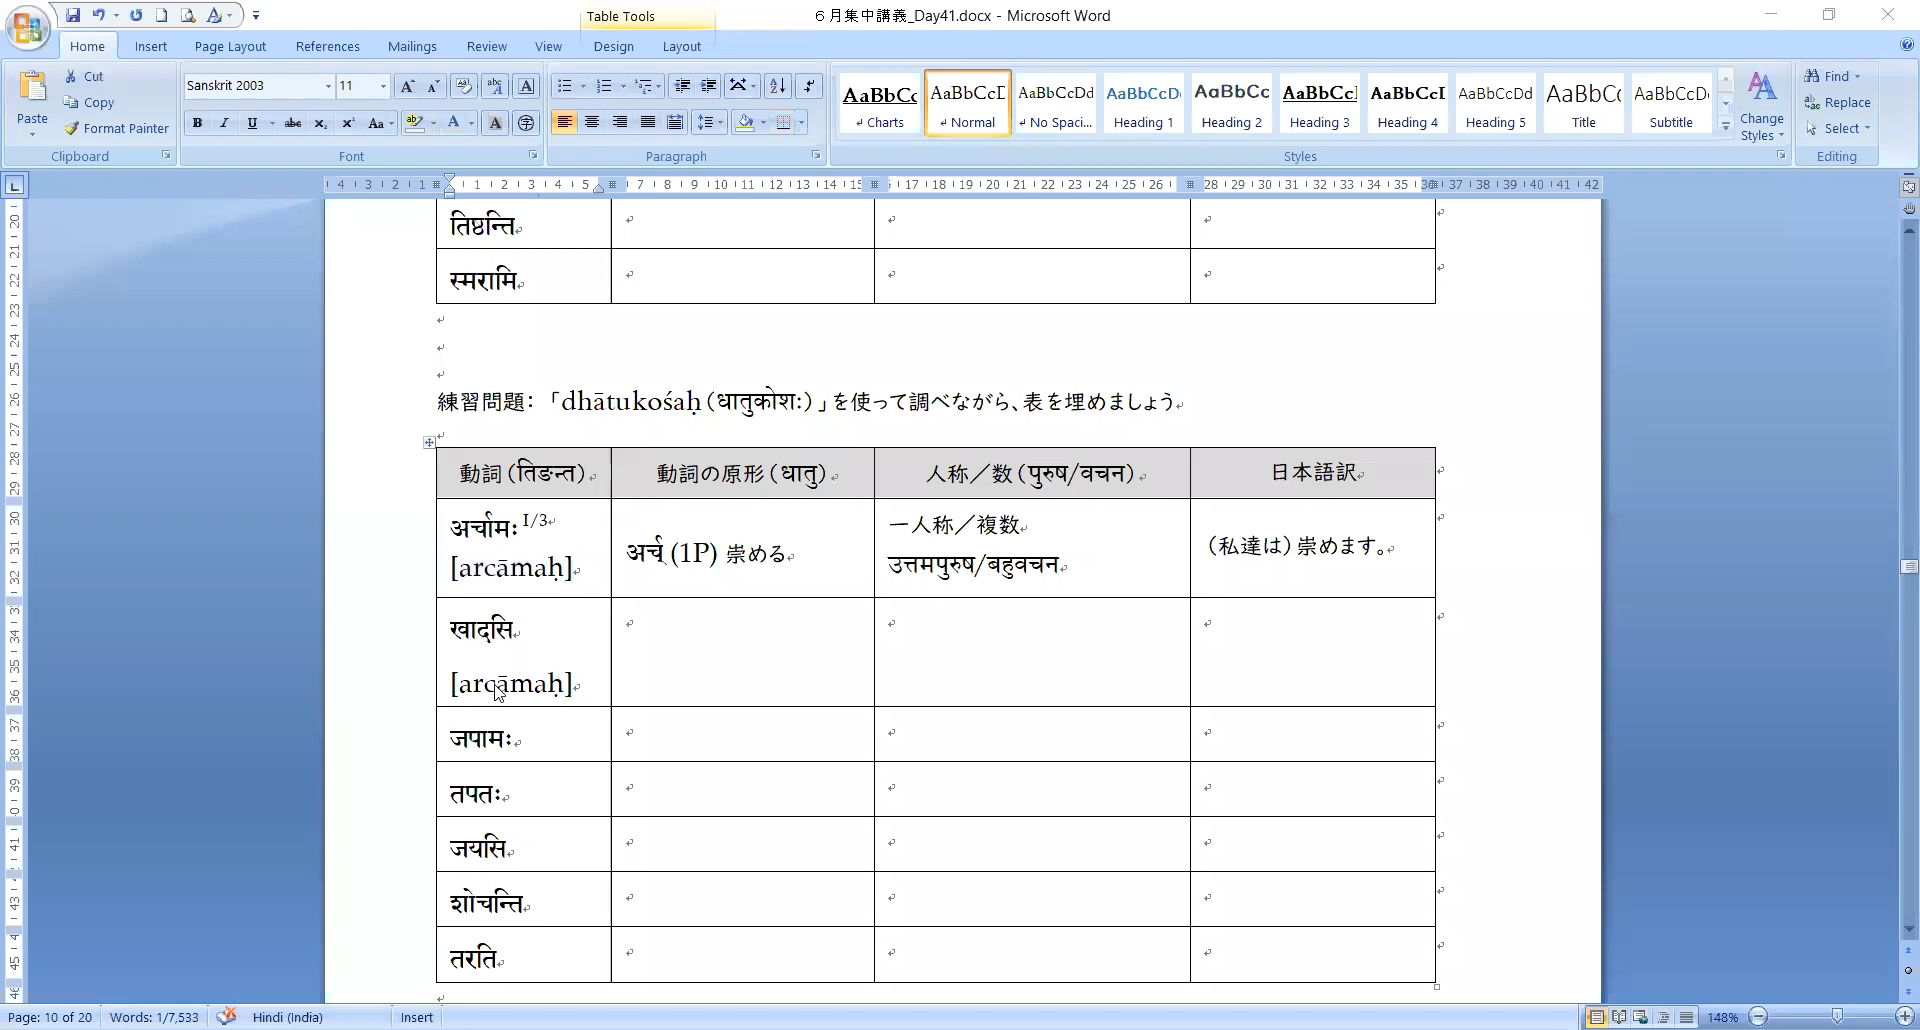 ６月集中講義_Day41.docx - Microsoft Word
Table Tools
Home Insert Page Layout References Mailings Review View Design Layout
Paste
Cut
Copy
Format Painter
Clipboard
Sanskrit 2003 11
Font
Paragraph
AaBbCc AaBbCcD AaBbCcDd AaBbCcD AaBbCc AaBbCc AaBbCcI AaBbCcDd AaBbCc AaBbCcD
Charts Normal No Spaci... Heading 1 Heading 2 Heading 3 Heading 4 Heading 5 Title Subtitle
Change Styles
Styles
Find
Replace
Select
Editing
तिष्ठन्ति
स्मरामि
練習問題：「dhātukośaḥ（धातुकोशः）」を使って調べながら、表を埋めましょう
動詞（तिङन्त） 動詞の原形（धातु） 人称／数（पुरुष/वचन） 日本語訳
अर्चामः I/3
[arcāmaḥ]
अर्च् (1P) 崇める
一人称／複数
उत्तमपुरुष/बहुवचन
（私達は）崇めます。
खादसि
[arcāmaḥ]
जपामः
तपतः
जयसि
शोचन्ति
तरति
Page: 10 of 20 Words: 1/7,533 Hindi (India) Insert 148%